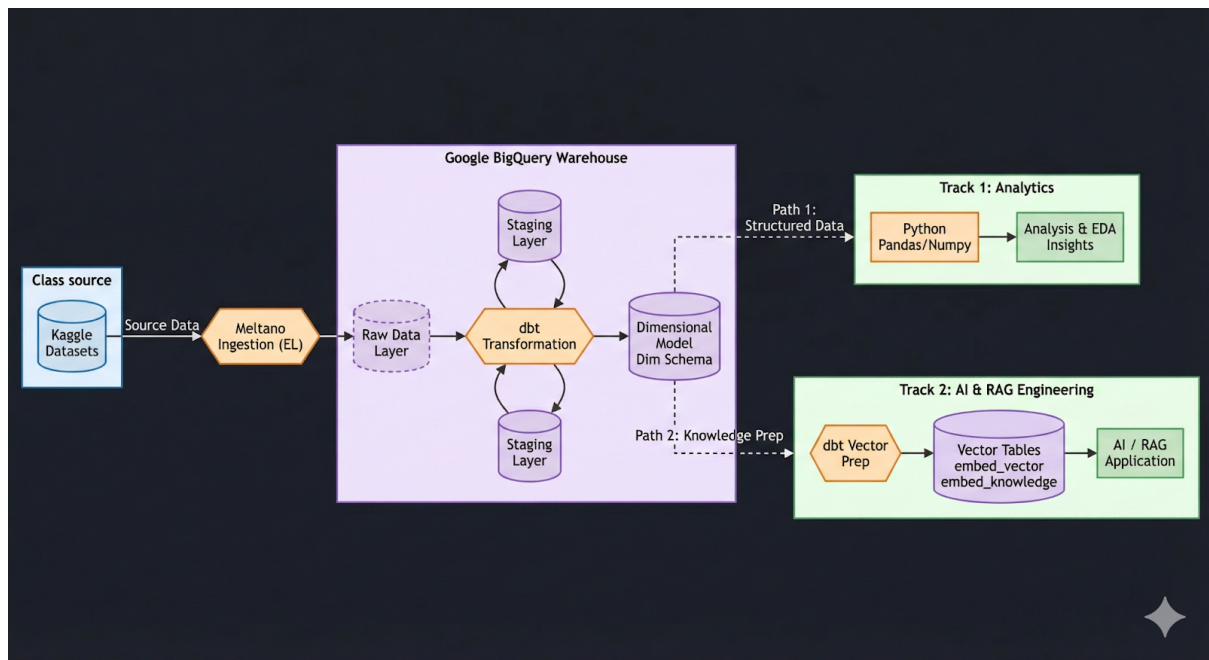 Class source
Kaggle
Datasets
Source Data
Meltano
Ingestion (EL)
Google BigQuery Warehouse
Raw Data
Layer
Staging
Layer
dbt
Transformation
Staging
Layer
Dimensional
Model
Dim Schema
Path 1:
Structured Data
Track 1: Analytics
Python
Pandas/Numpy
Analysis & EDA
Insights
Path 2: Knowledge Prep
Track 2: AI & RAG Engineering
dbt Vector
Prep
Vector Tables
embed_vector
embed_knowledge
AI / RAG
Application